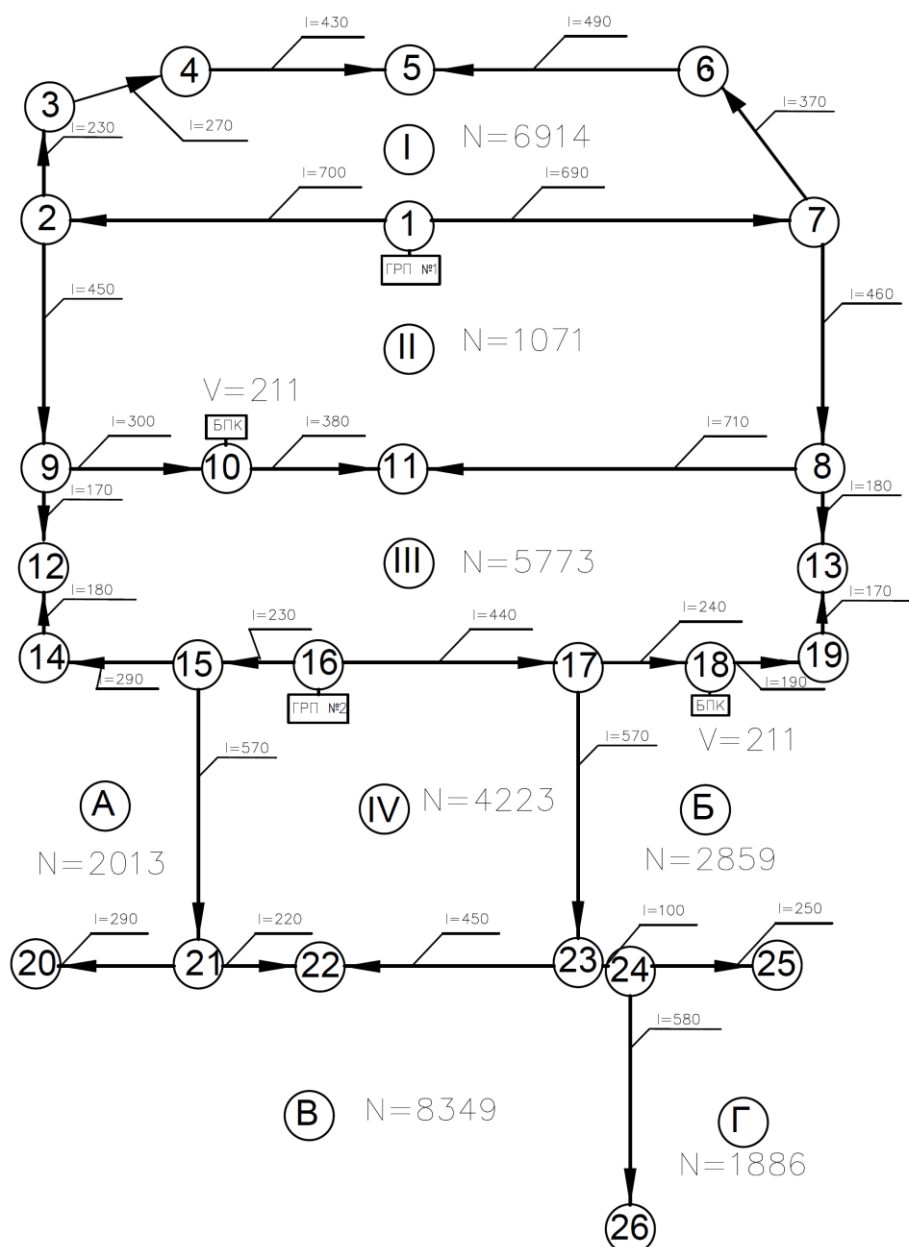 l=430
l=490
4
5
6
3
l=230
l=270
l=370
I
N=6914
l=700
l=690
2
1
7
ГРП №1
l=450
l=460
II
N=1071
V=211
l=300
БПК
l=380
l=710
9
10
11
8
l=170
l=180
12
III
N=5773
13
l=180
l=230
l=440
l=240
l=170
14
15
16
17
18
19
l=290
ГРП №2
l=190
БПК
V=211
l=570
l=570
А
IV
N=4223
Б
N=2013
N=2859
l=290
l=220
l=450
l=100
l=250
20
21
22
23
24
25
l=580
В
N=8349
Г
N=1886
26